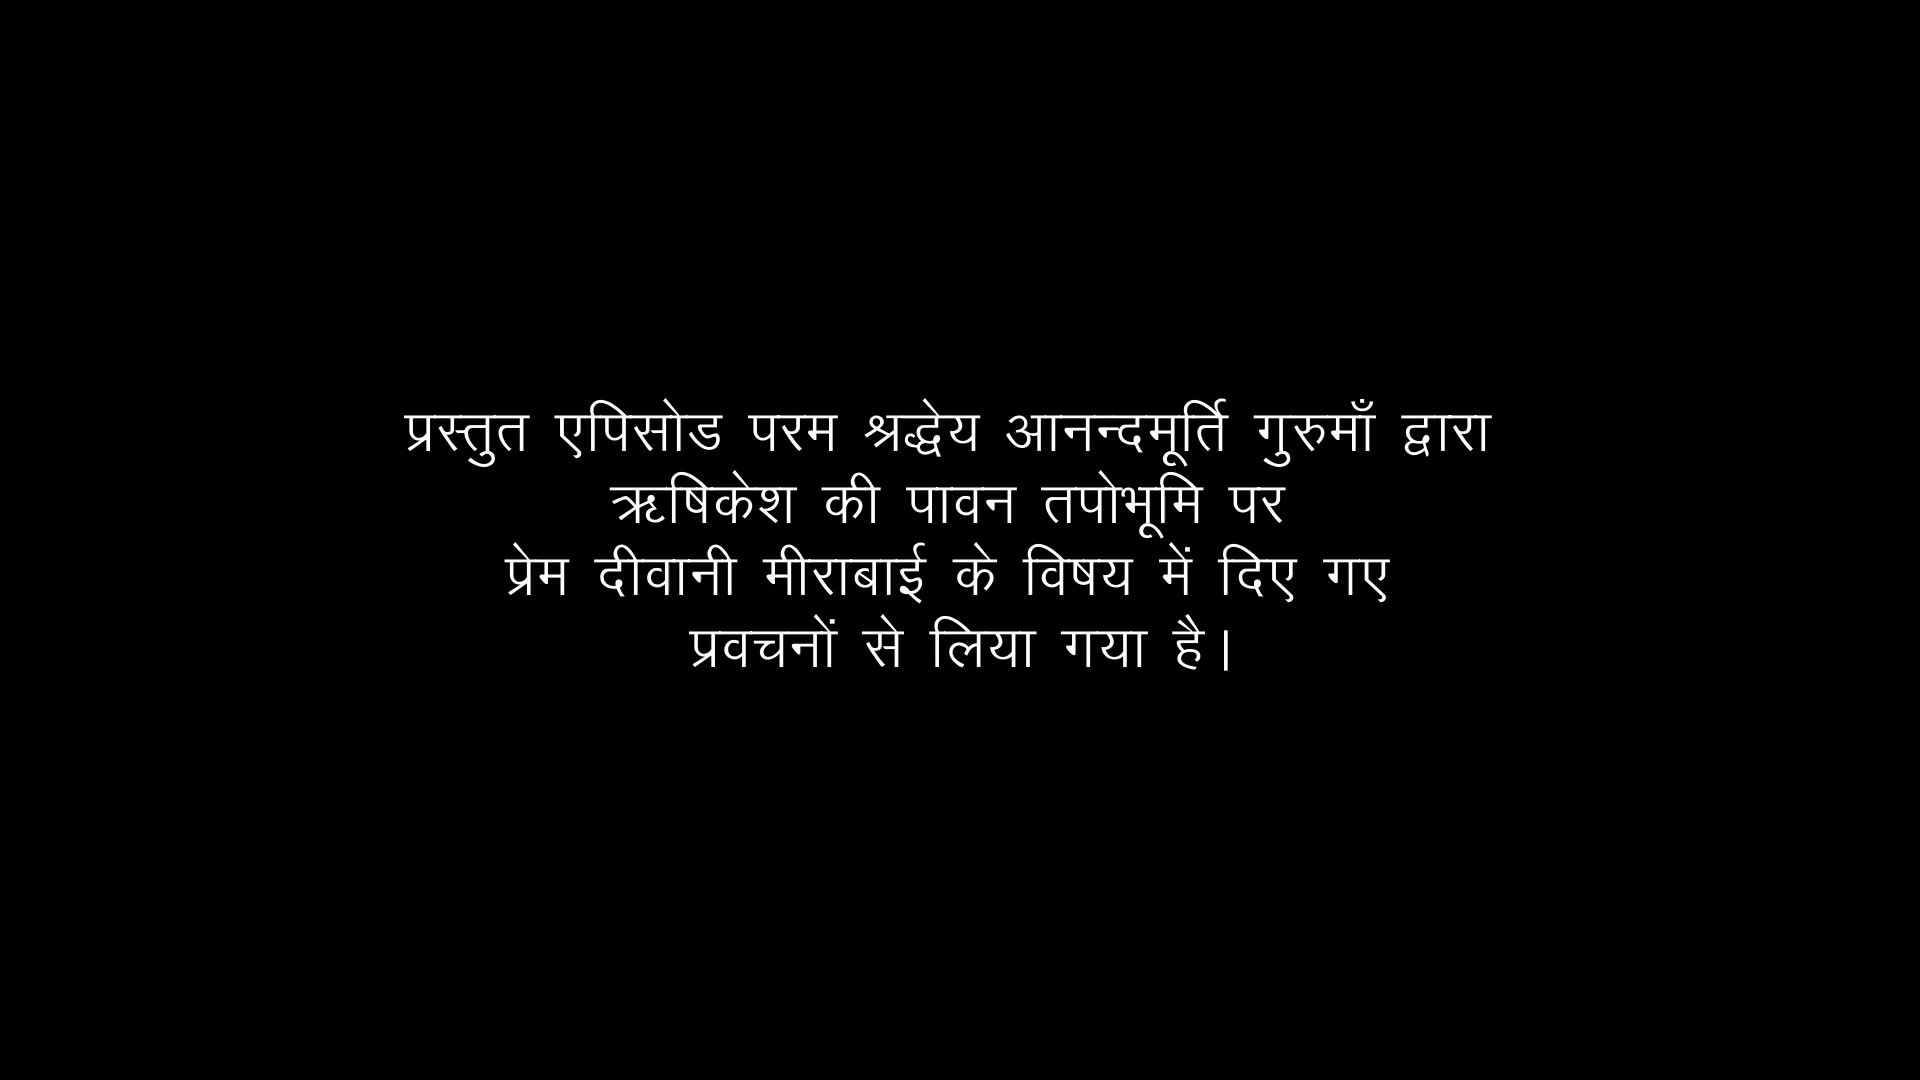 प्रस्तुत एपिसोड परम श्रद्धेय आनन्दमूर्ति गुरुमाँ द्वारा
ऋषिकेश की पावन तपोभूमि पर
प्रेम दीवानी मीराबाई के विषय में दिए गए
प्रवचनों से लिया गया है।